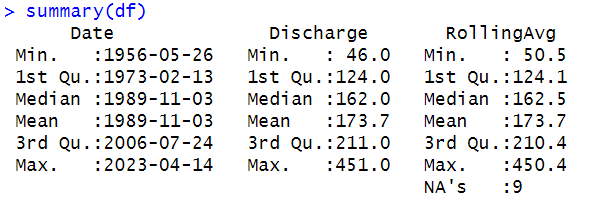 > summary(df)
Date Discharge RollingAvg
Min. :1956-05-26 Min. : 46.0 Min. : 50.5
1st Qu.:1973-02-13 1st Qu.:124.0 1st Qu.:124.1
Median :1989-11-03 Median :162.0 Median :162.5
Mean :1989-11-03 Mean :173.7 Mean :173.7
3rd Qu.:2006-07-24 3rd Qu.:211.0 3rd Qu.:210.4
Max. :2023-04-14 Max. :451.0 Max. :450.4
NA's :9